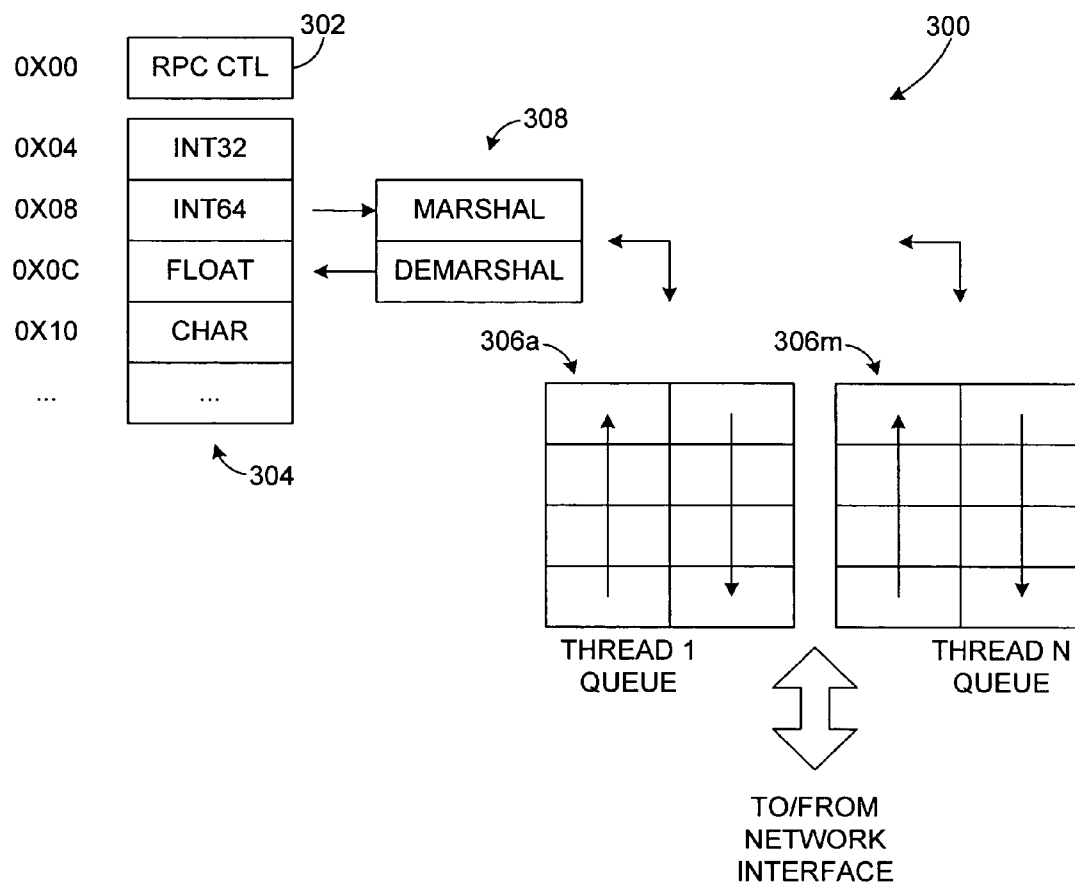 302
300
0X00 RPC CTL
308
0X04 INT32
0X08 INT64 MARSHAL
0X0C FLOAT DEMARSHAL
0X10 CHAR
306a 306m
... ...
304
THREAD 1 THREAD N
QUEUE QUEUE
TO/FROM
NETWORK
INTERFACE